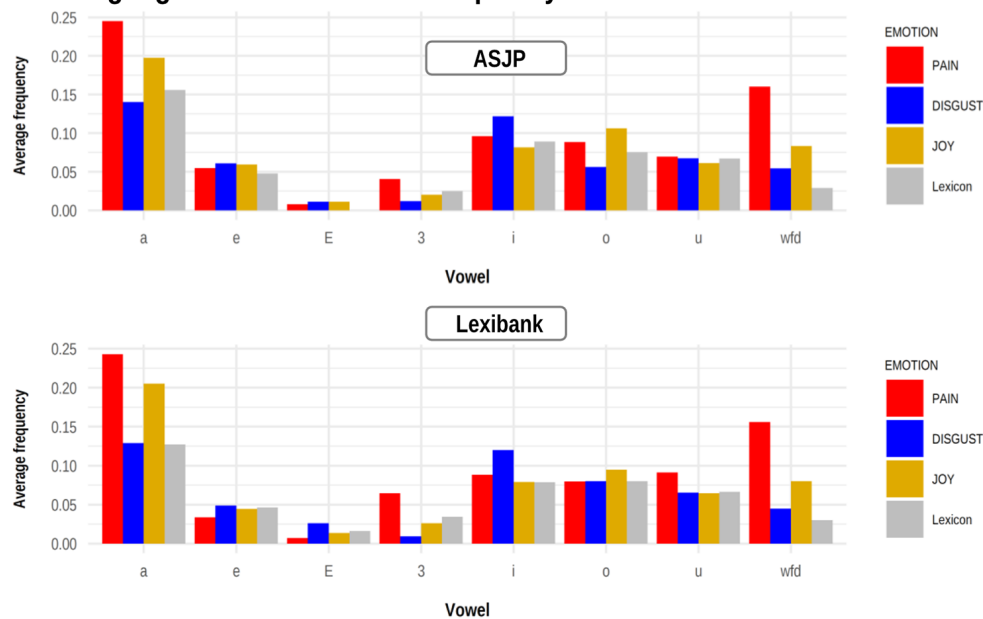 ASJP
Average frequency
0.25
0.20
0.15
0.10
0.05
0.00
a e E 3 i o u wfd
Vowel
EMOTION
PAIN
DISGUST
JOY
Lexicon
Lexibank
Average frequency
0.25
0.20
0.15
0.10
0.05
0.00
a e E 3 i o u wfd
Vowel
EMOTION
PAIN
DISGUST
JOY
Lexicon